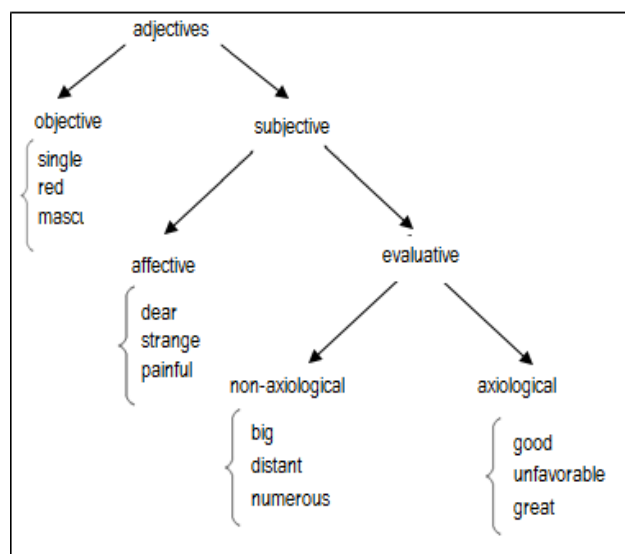 adjectives
objective
subjective
single
red
evaluative
affective
dear
strange
painful
non-axiological
axiological
big
distant
numerous
good
unfavorable
great